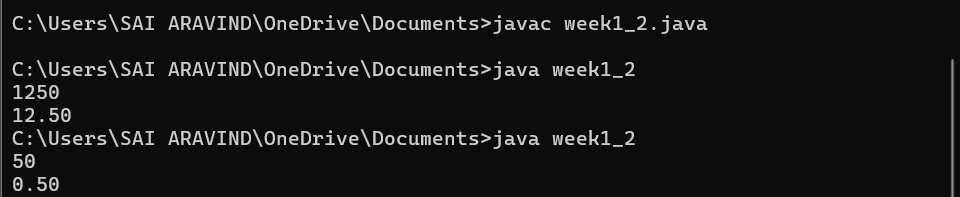 C:\Users\SAI ARAVIND\OneDrive\Documents>javac week1_2.java
C:\Users\SAI ARAVIND\OneDrive\Documents>java week1_2
1250
12.50
C:\Users\SAI ARAVIND\OneDrive\Documents>java week1_2
50
0.50